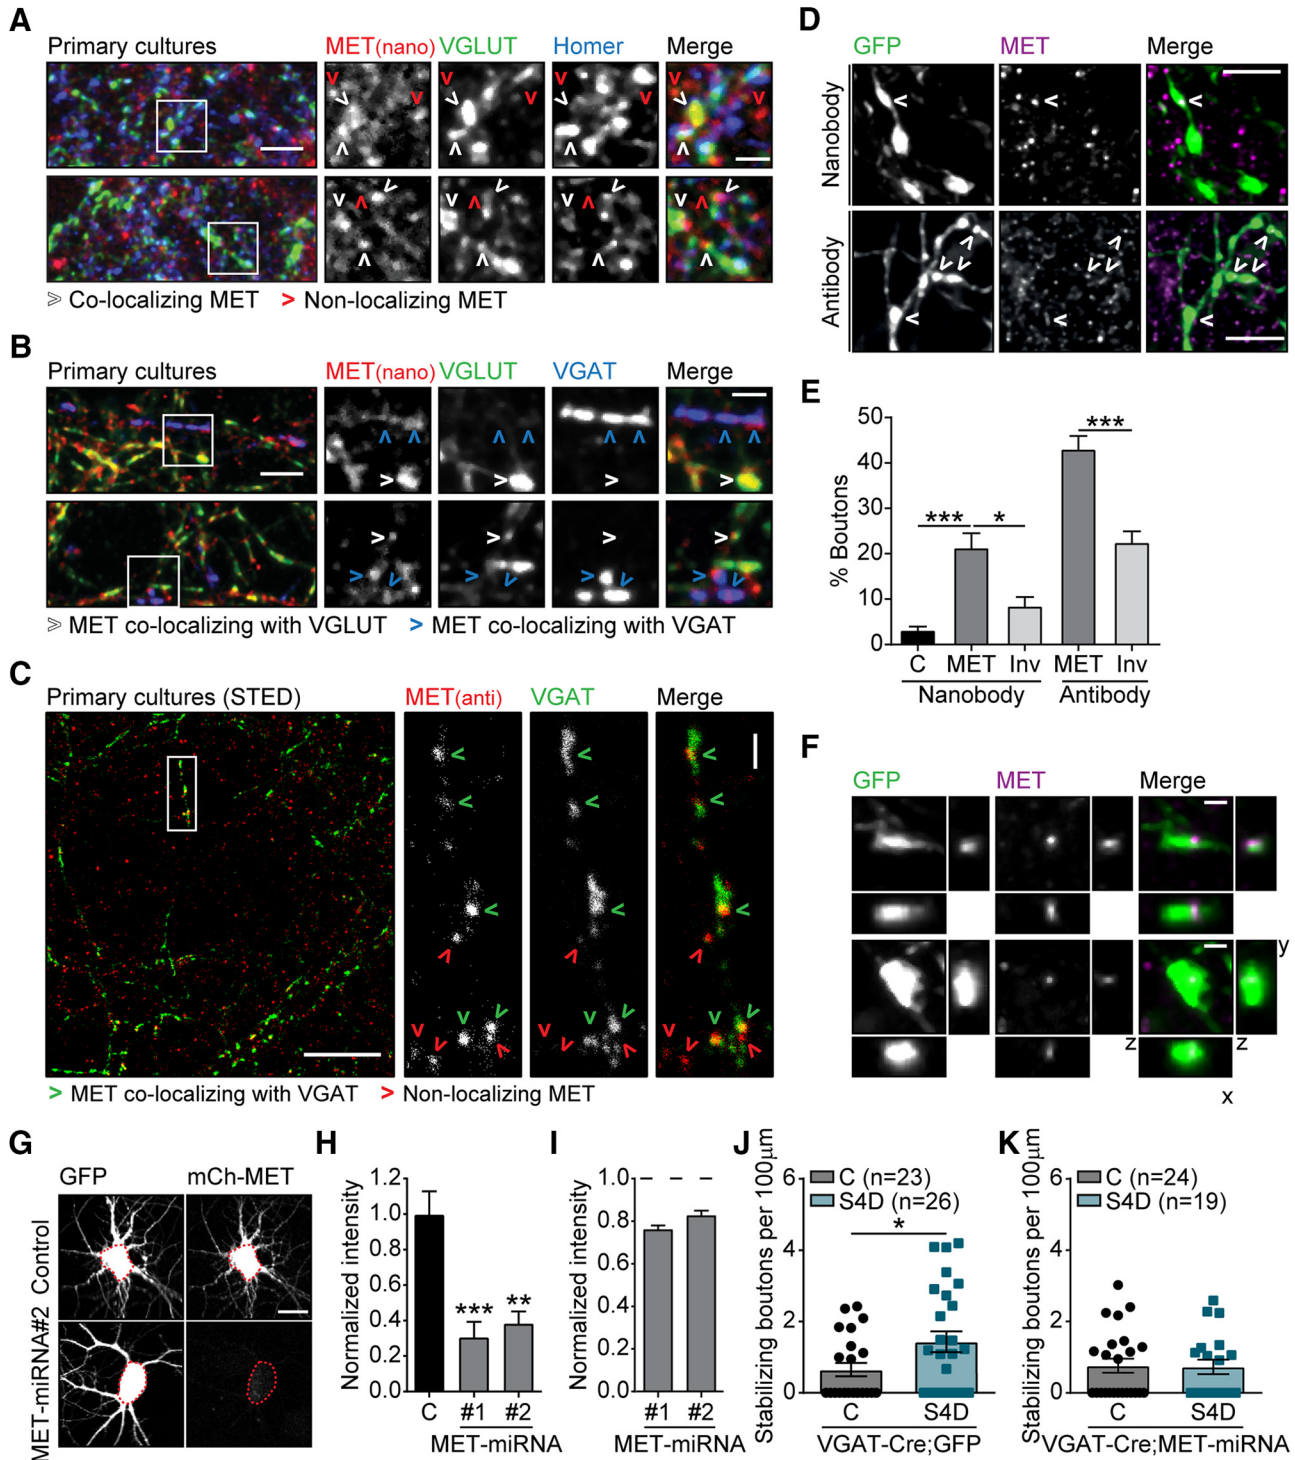 A
Primary cultures
MET(nano)
VGLUT
Homer
Merge
Co-localizing MET
> Non-localizing MET
B
Primary cultures
MET(nano)
VGLUT
VGAT
Merge
MET co-localizing with VGLUT
> MET co-localizing with VGAT
C
Primary cultures (STED)
MET(anti)
VGAT
Merge
> MET co-localizing with VGAT
> Non-localizing MET
D
GFP
MET
Merge
Nanobody
Antibody
E
% Boutons
50
40
30
20
10
0
***
*
***
C
MET
Inv
MET
Inv
Nanobody
Antibody
F
GFP
MET
Merge
y
z
z
x
G
GFP
mCh-MET
Control
MET-miRNA#2
H
Normalized intensity
1.2
1.0
0.8
0.6
0.4
0.2
0.0
***
**
C
#1
#2
MET-miRNA
I
Normalized intensity
1.0
0.8
0.6
0.4
0.2
0.0
#1
#2
MET-miRNA
J
Stabilizing boutons per 100μm
6
4
2
0
C (n=23)
S4D (n=26)
*
C
S4D
VGAT-Cre;GFP
K
Stabilizing boutons per 100μm
6
4
2
0
C (n=24)
S4D (n=19)
C
S4D
VGAT-Cre;MET-miRNA